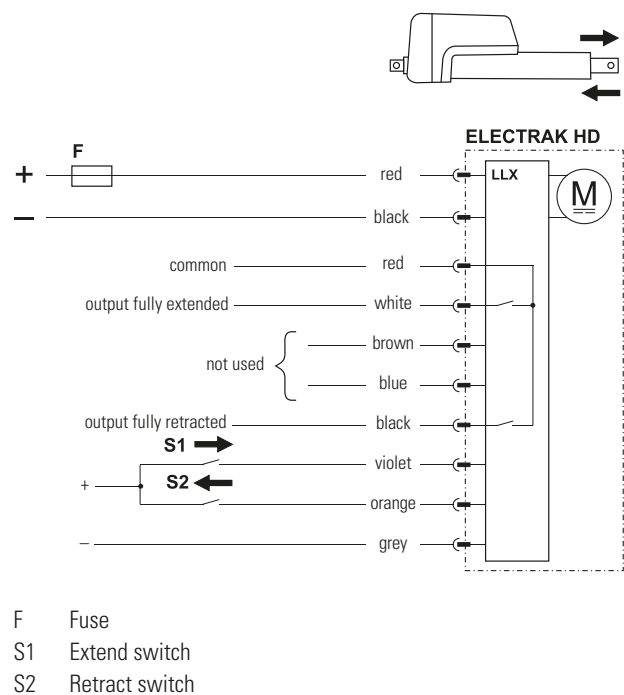 ELECTRAK HD
F
+ red LLX M
− black
common red
output fully extended white
brown
not used
blue
output fully retracted black
S1
violet
S2
+
orange
− grey
F Fuse
S1 Extend switch
S2 Retract switch